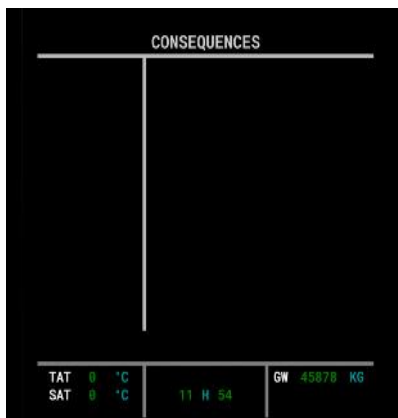 CONSEQUENCES
TAT 0 °C
SAT 0 °C
11 H 54
GW 45878 KG